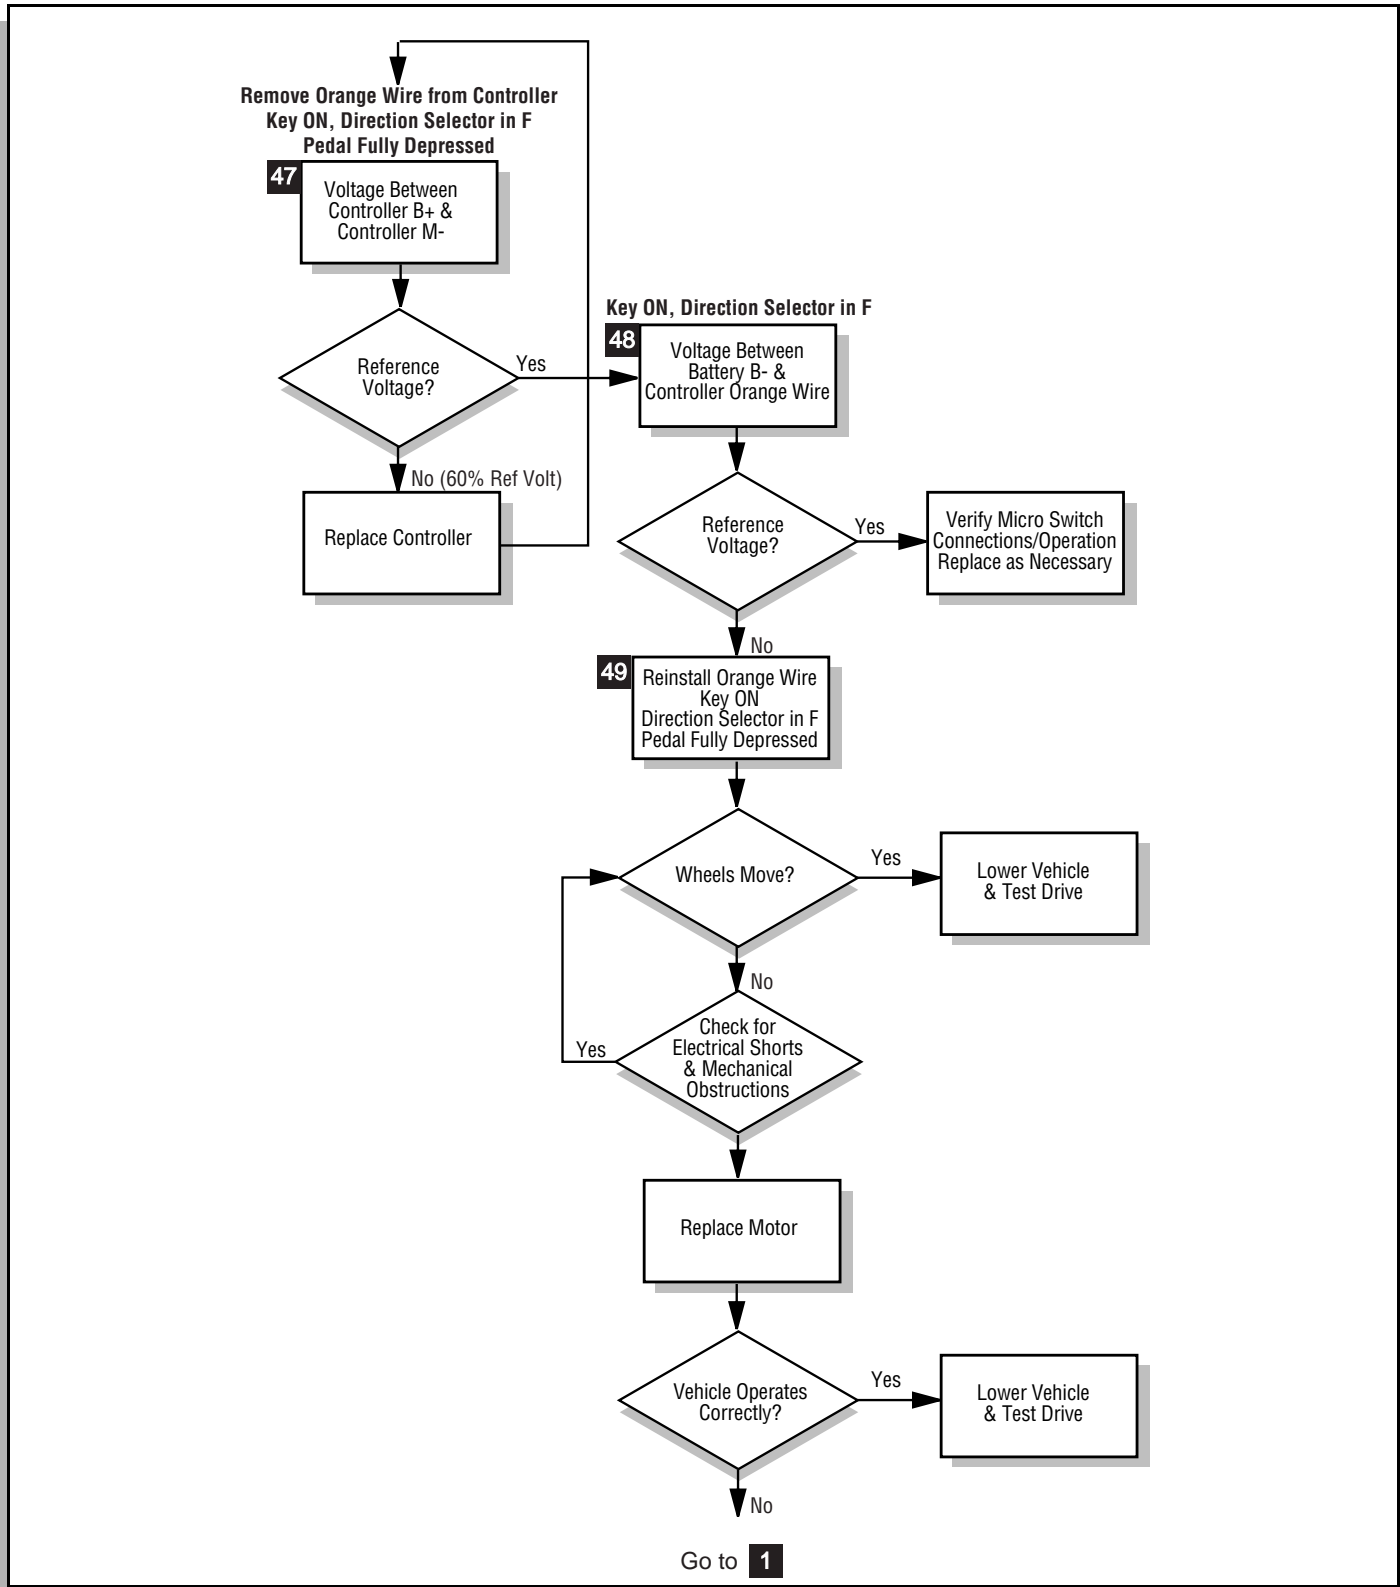 Remove Orange Wire from Controller
Key ON, Direction Selector in F
Pedal Fully Depressed
47
Voltage Between
Controller B+ &
Controller M-
Reference
Voltage?
Yes
No (60% Ref Volt)
Replace Controller
Key ON, Direction Selector in F
48
Voltage Between
Battery B- &
Controller Orange Wire
Reference
Voltage?
Yes
Verify Micro Switch
Connections/Operation
Replace as Necessary
No
49
Reinstall Orange Wire
Key ON
Direction Selector in F
Pedal Fully Depressed
Wheels Move?
Yes
Lower Vehicle
& Test Drive
No
Check for
Electrical Shorts
& Mechanical
Obstructions
Yes
Replace Motor
Vehicle Operates
Correctly?
Yes
Lower Vehicle
& Test Drive
No
Go to 1